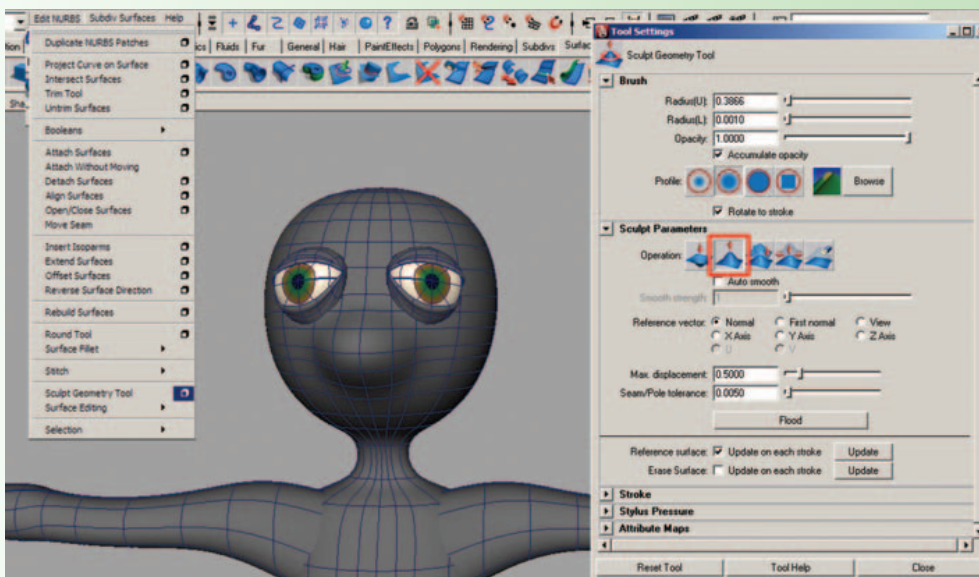 Edit NURBS Subdiv Surfaces Help
Duplicate NURBS Patches
Project Curve on Surface
Intersect Surfaces
Trim Tool
Untrim Surfaces
Booleans
Attach Surfaces
Attach Without Moving
Detach Surfaces
Align Surfaces
Open/Close Surfaces
Move Seam
Insert Isoparms
Extend Surfaces
Offset Surfaces
Reverse Surface Direction
Rebuild Surfaces
Round Tool
Surface Fillet
Stitch
Sculpt Geometry Tool
Surface Editing
Selection
Fluids Fur General Hair PaintEffects Polygons Rendering Subdivs
Tool Settings
Sculpt Geometry Tool
Brush
Radius(U): 0.3866
Radius(L): 0.0010
Opacity: 1.0000
Accumulate opacity
Profile: Browse
Rotate to stroke
Sculpt Parameters
Operation:
Auto smooth
Smooth strength: 1
Reference vector: Normal First normal View
X Axis Y Axis Z Axis
U V
Max. displacement: 0.5000
Seam/Pole tolerance: 0.0050
Flood
Reference surface: Update on each stroke Update
Erase Surface: Update on each stroke Update
Stroke
Stylus Pressure
Attribute Maps
Reset Tool Tool Help Close